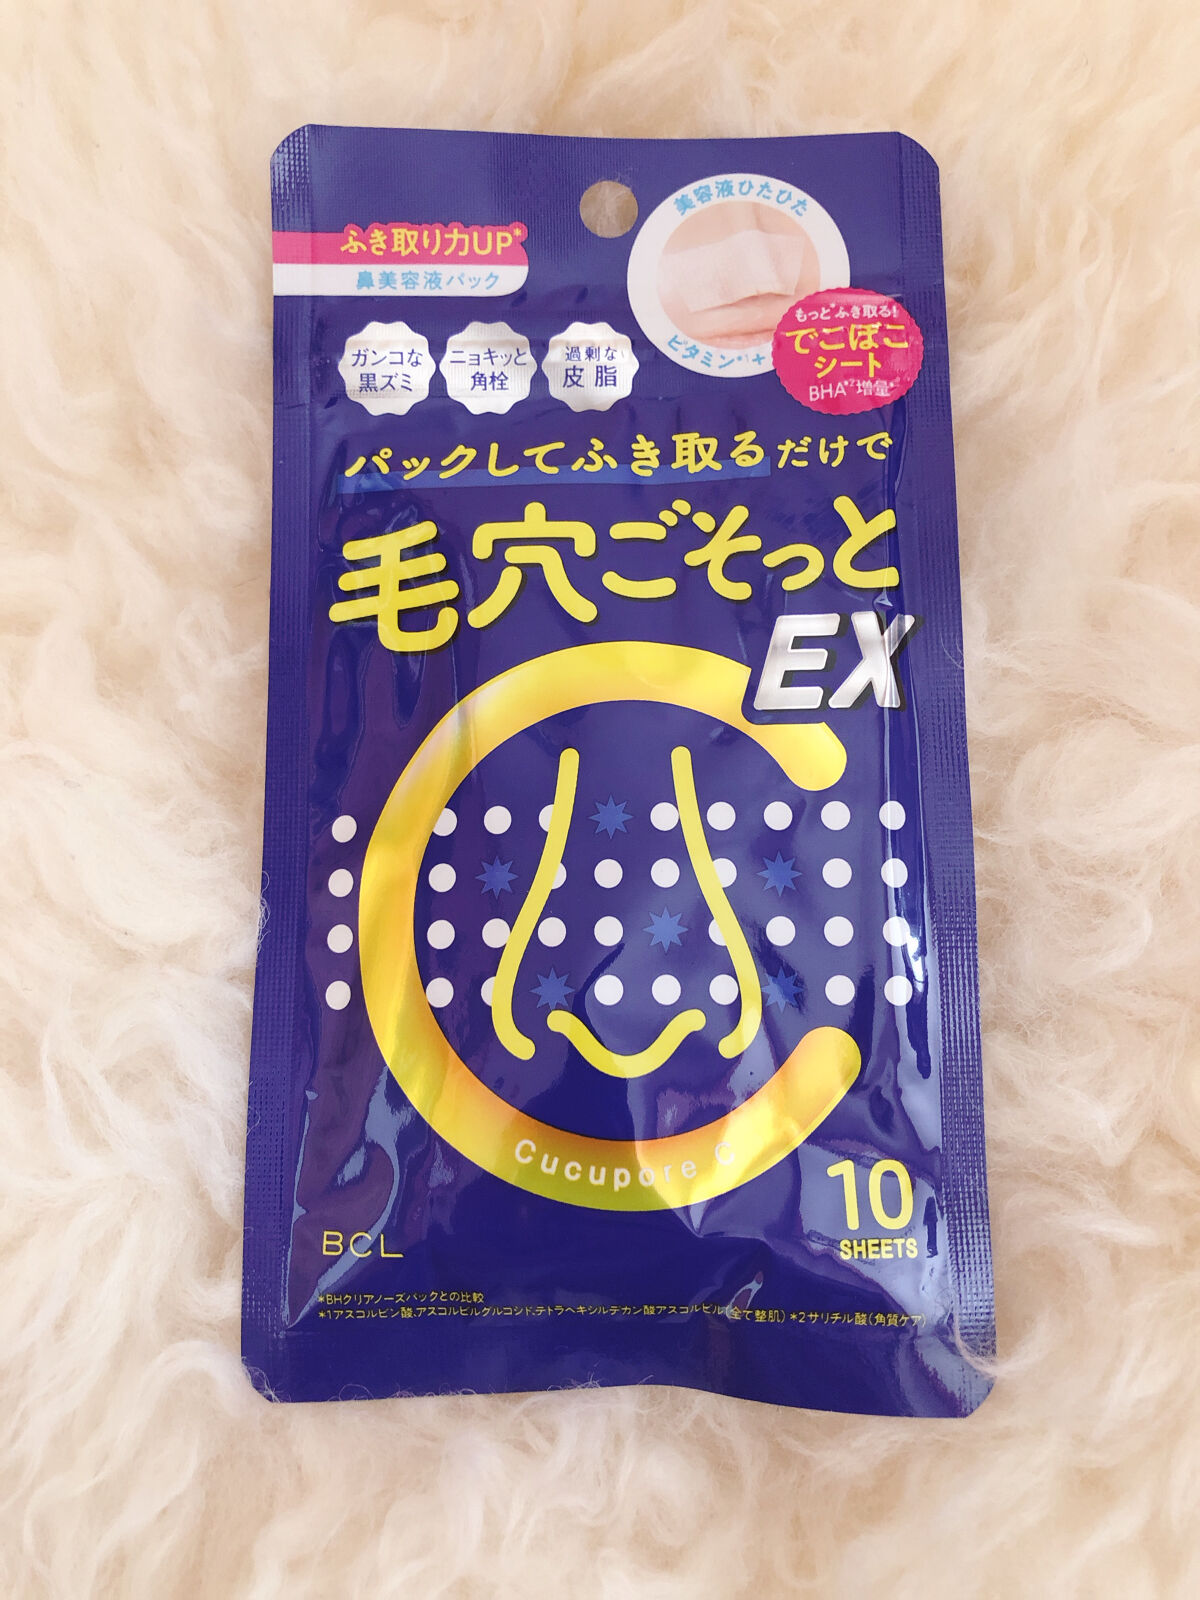 ふき取り力UP*
鼻美容液パック
美容液ひたひた
ビタミン*1+
もっと*ふき取る!
でこぼこ
シート
BHA*2増量*
ガンコな
黒ズミ
ニョキッと
角栓
過剰な
皮脂
パックしてふき取るだけで
毛穴ごそっと
EX
Cucupore C
10
SHEETS
BCL
*BHクリアノーズパックとの比較
*1アスコルビン酸、アスコルビルグルコシド、テトラヘキシルデカン酸アスコルビル(全て整肌) *2サリチル酸(角質ケア)